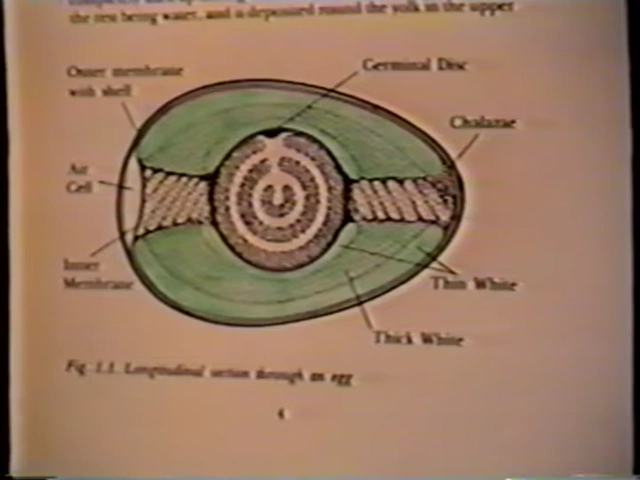 the rest being water, and is deposited round the yolk in the upper
Germinal Disc
Outer membrane
with shell
Chalazae
Air
Cell
Inner
Membrane
Thin White
Thick White
Fig. 1.1. Longitudinal section through an egg
4